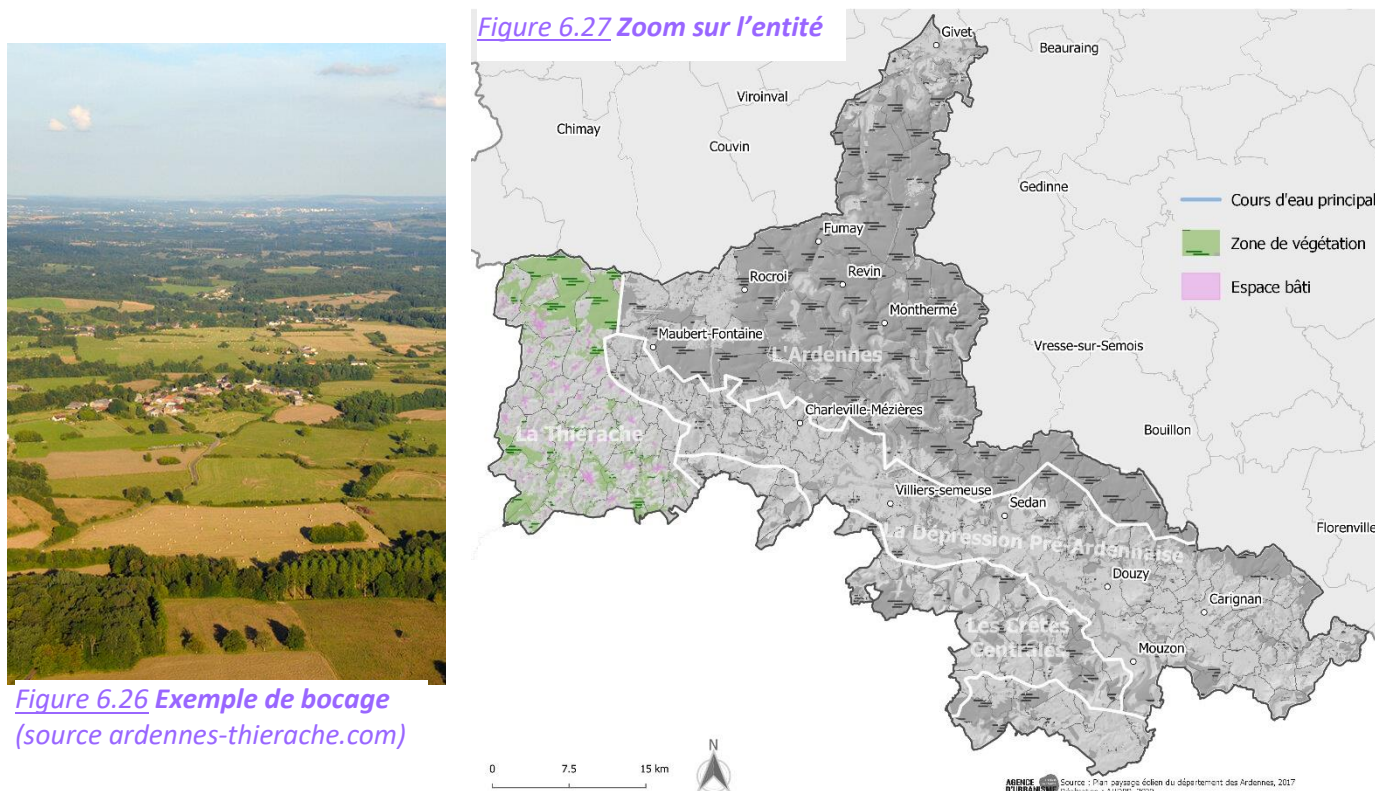 Figure 6.27 Zoom sur l’entité
Givet
Beauraing
Viroinval
Chimay
Couvin
Gedinne
Cours d'eau principal
Fumay
Zone de végétation
Rocroi
Revin
Espace bâti
Monthermé
Maubert-Fontaine
L'Ardennes
Vresse-sur-Semois
Charleville-Mézières
La Thiérache
Bouillon
Villiers-semeuse
Sedan
Florenville
La Dépression Pré-Ardennaise
Douzy
Carignan
Les Crêtes
Centrales
Mouzon
Figure 6.26 Exemple de bocage
(source ardennes-thierache.com)
N
0 7.5 15 km
AGENCE
D'URBANISME
Source : Plan paysage éolien du département des Ardennes, 2017